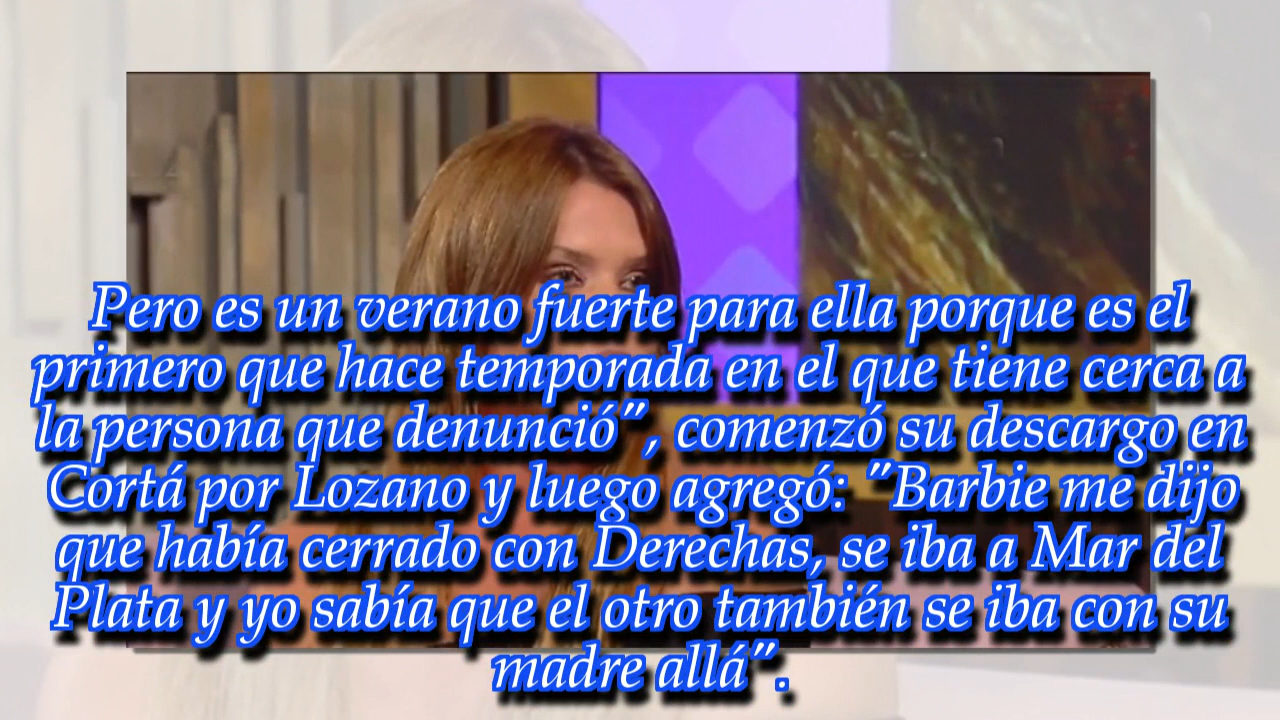 Pero es un verano fuerte para ella porque es el
primero que hace temporada en el que tiene cerca a
la persona que denunció", comenzó su descargo en
Cortá por Lozano y luego agregó: "Barbie me dijo
que había cerrado con Derechas, se iba a Mar del
Plata y yo sabía que el otro también se iba con su
madre allá".